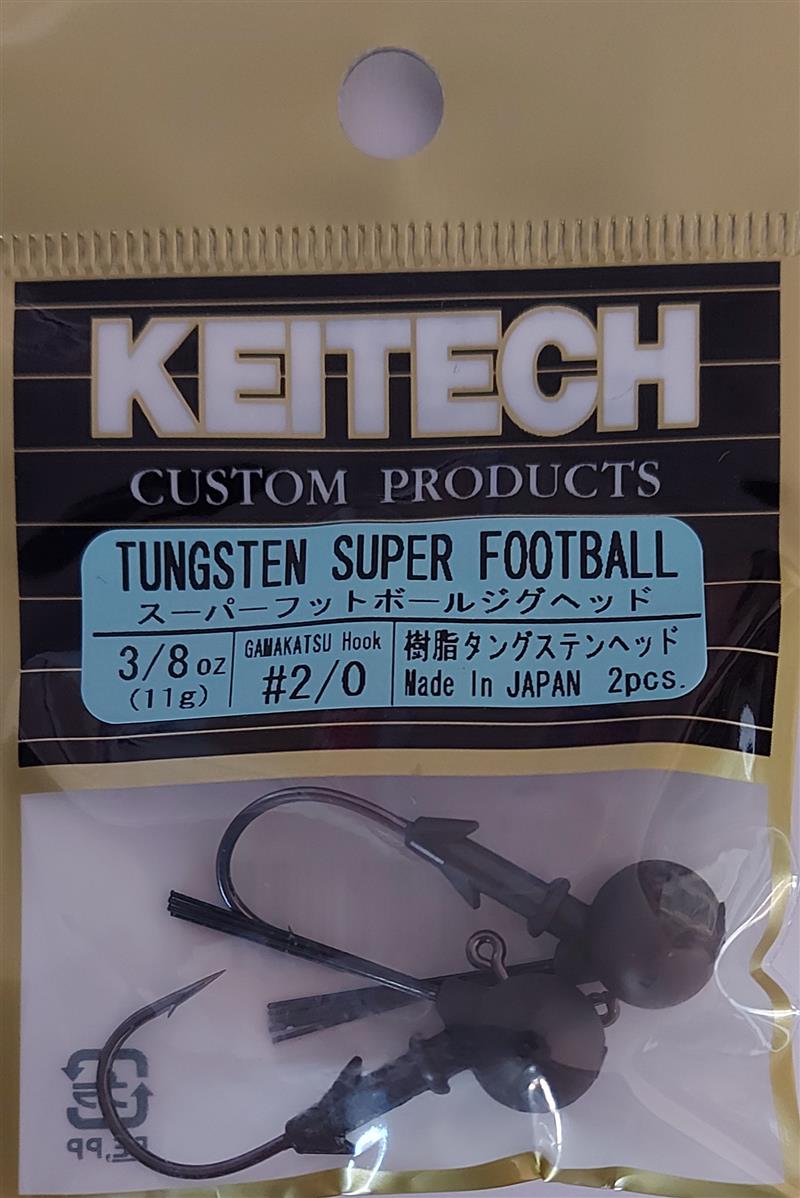 KEITECH
CUSTOM PRODUCTS
TUNGSTEN SUPER FOOTBALL
スーパーフットボールジグヘッド
3/8oz
(11g)
GAMAKATSU Hook
#2/0
樹脂タングステンヘッド
Made In JAPAN 2pcs.
PE,PP